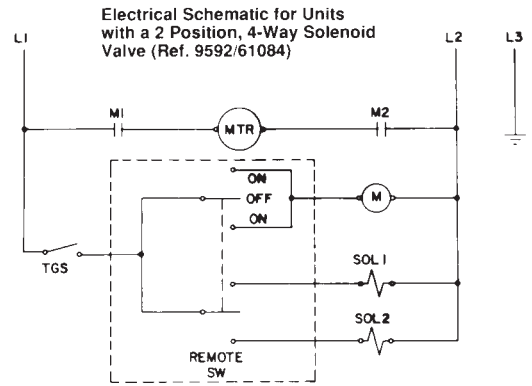 Electrical Schematic for Units
with a 2 Position, 4-Way Solenoid
Valve (Ref. 9592/61084)
L1
L2
L3
M1
MTR
M2
ON
OFF
ON
M
TGS
SOL 1
SOL 2
REMOTE
SW